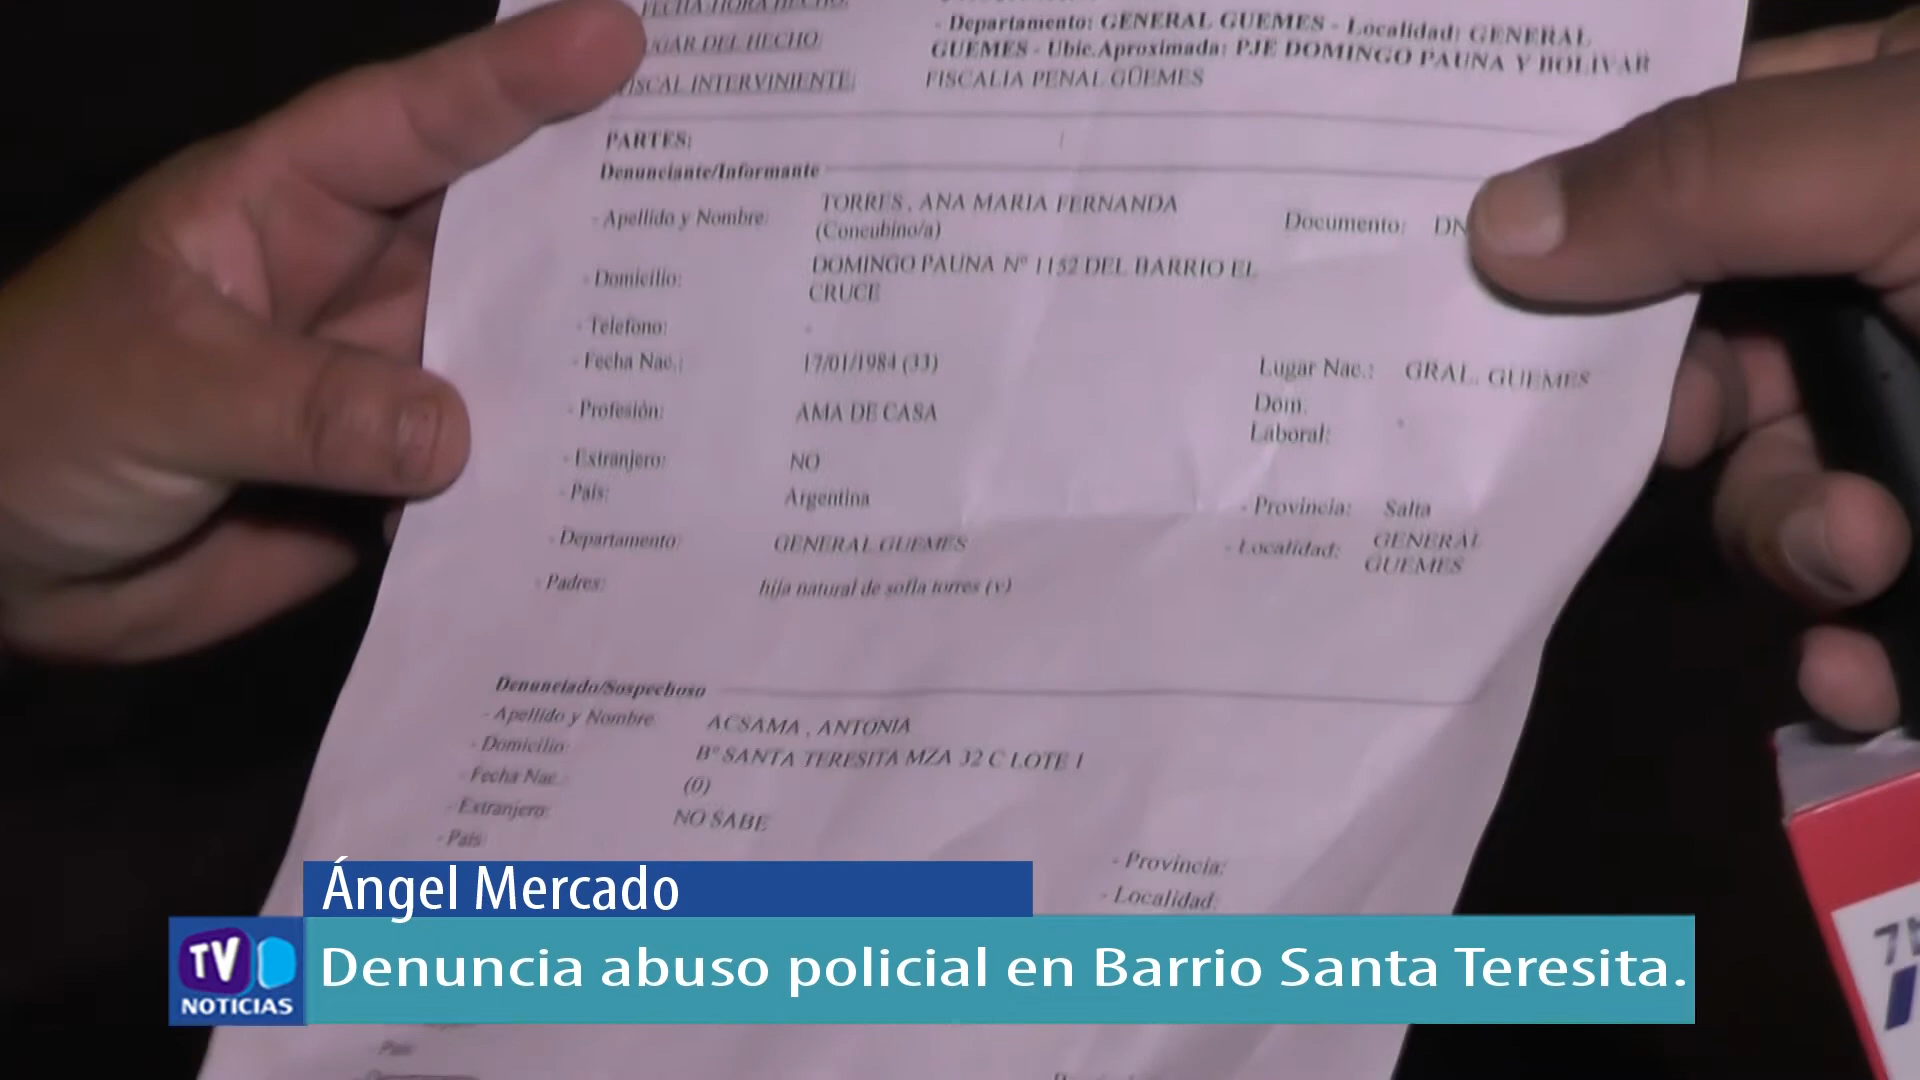 FECHA-HORA HECHO:
- Departamento: GENERAL GUEMES - Localidad: GENERAL
LUGAR DEL HECHO:
GUEMES - Ubic.Aproximada: PJE DOMINGO PAUNA Y BOLIVAR
FISCAL INTERVINIENTE: FISCALIA PENAL GÜEMES
PARTES:
Denunciante/Informante
- Apellido y Nombre: TORRES , ANA MARIA FERNANDA Documento: DN
(Concubino/a)
- Domicilio: DOMINGO PAUNA Nº 1152 DEL BARRIO EL
CRUCE
- Telefono: -
- Fecha Nac.: 17/01/1984 (33) Lugar Nac.: GRAL. GUEMES
- Profesión: AMA DE CASA Dom.
Laboral: -
- Extranjero: NO
- País: Argentina - Provincia: Salta
- Departamento: GENERAL GUEMES - Localidad: GENERAL
GUEMES
- Padres: hija natural de sofia torres (v)
Denunciado/Sospechoso
- Apellido y Nombre ACSAMA , ANTONIA
- Domicilio: Bº SANTA TERESITA MZA 32 C LOTE 1
- Fecha Nac.: (0)
- Extranjero: NO SABE
- País:
- Provincia:
- Localidad:
Ángel Mercado
TV
NOTICIAS
Denuncia abuso policial en Barrio Santa Teresita.